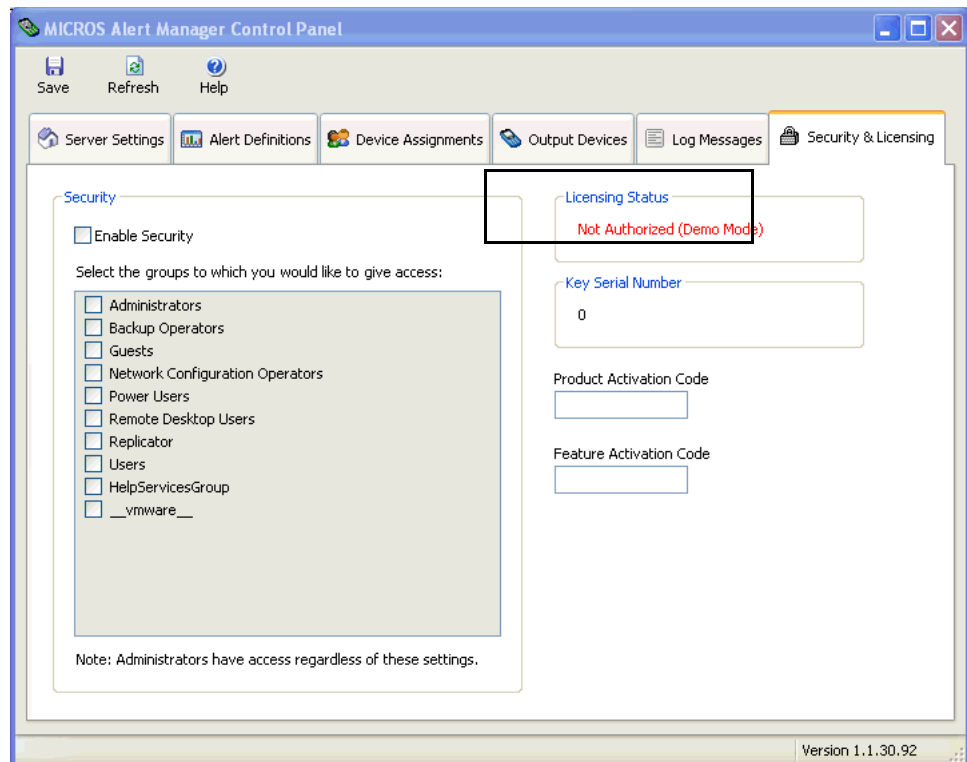 MICROS Alert Manager Control Panel
Save Refresh Help
Server Settings Alert Definitions Device Assignments Output Devices Log Messages Security & Licensing
Security
Enable Security
Select the groups to which you would like to give access:
Administrators
Backup Operators
Guests
Network Configuration Operators
Power Users
Remote Desktop Users
Replicator
Users
HelpServicesGroup
__vmware__
Note: Administrators have access regardless of these settings.
Licensing Status
Not Authorized (Demo Mode)
Key Serial Number
0
Product Activation Code
Feature Activation Code
Version 1.1.30.92